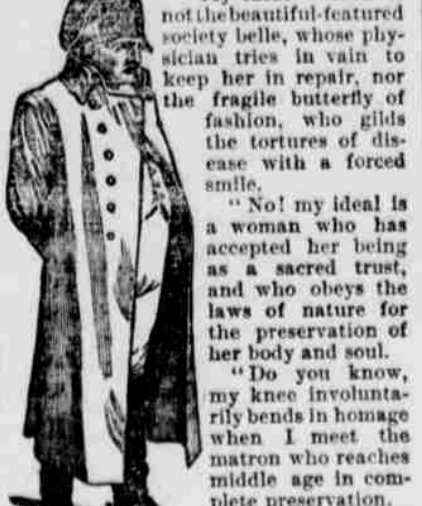 not the beautiful-featured
society belle, whose phy-
sician tries in vain to
keep her in repair, nor
the fragile butterfly of
fashion, who gilds
the tortures of dis-
ease with a forced
smile.
"No! my ideal is
a woman who has
accepted her being
as a sacred trust,
and who obeys the
laws of nature for
the preservation of
her body and soul.
"Do you know,
my knee involunta-
rily bends in homage
when I meet the
matron who reaches
middle age in com-
plete preservation.